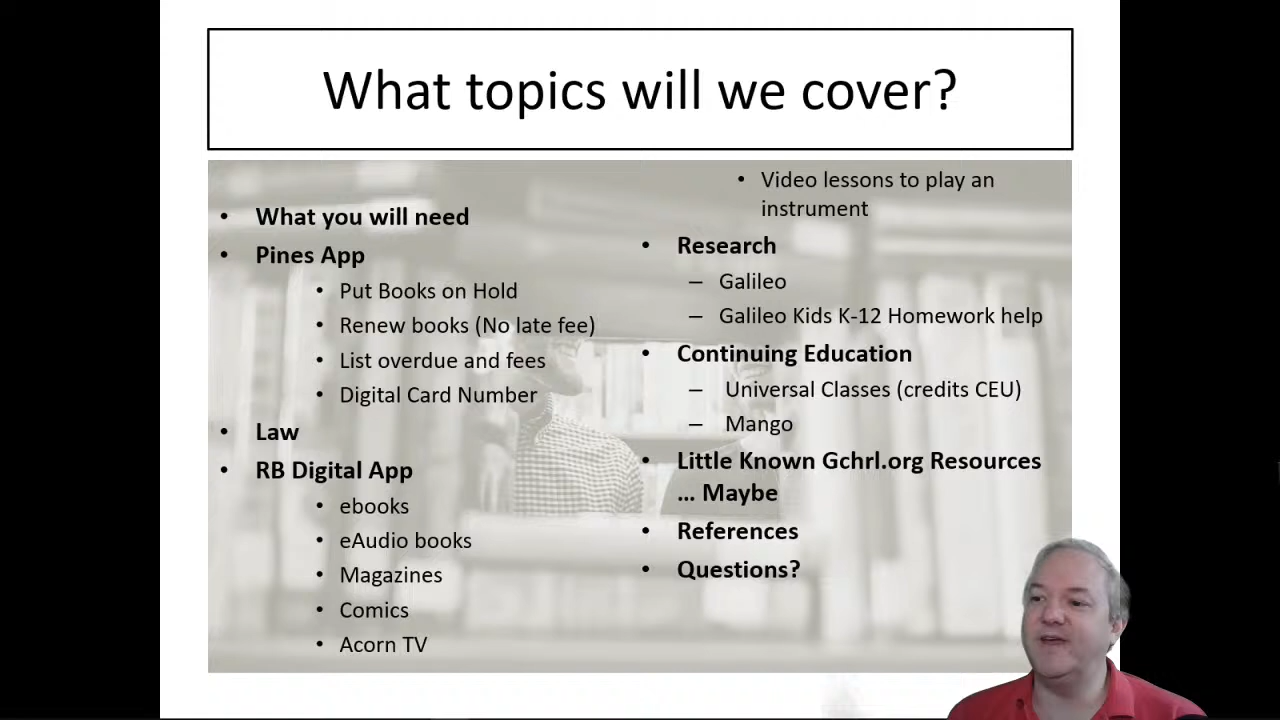 What topics will we cover?
• What you will need
• Pines App
• Put Books on Hold
• Renew books (No late fee)
• List overdue and fees
• Digital Card Number
• Law
• RB Digital App
• ebooks
• eAudio books
• Magazines
• Comics
• Acorn TV
• Video lessons to play an
instrument
• Research
– Galileo
– Galileo Kids K-12 Homework help
• Continuing Education
– Universal Classes (credits CEU)
– Mango
• Little Known Gchrl.org Resources
... Maybe
• References
• Questions?